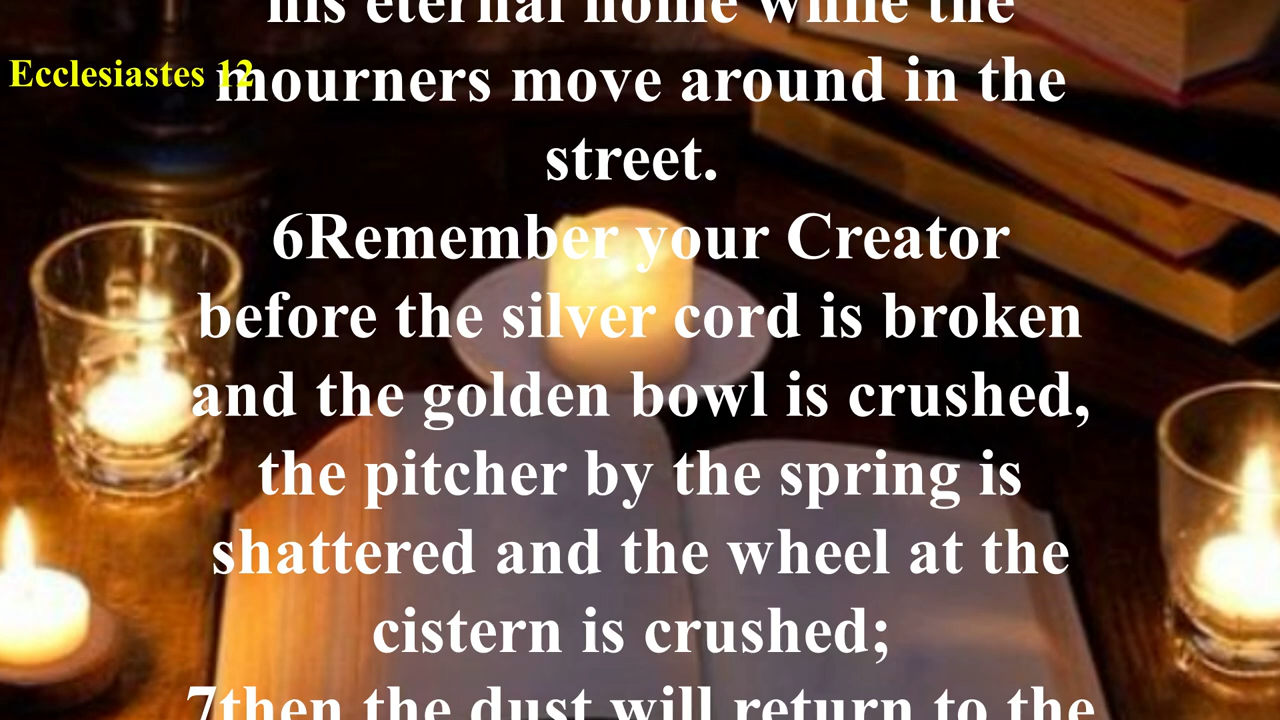 his eternal home while the
Ecclesiastes 12
mourners move around in the
street.
6Remember your Creator
before the silver cord is broken
and the golden bowl is crushed,
the pitcher by the spring is
shattered and the wheel at the
cistern is crushed;
7then the dust will return to the